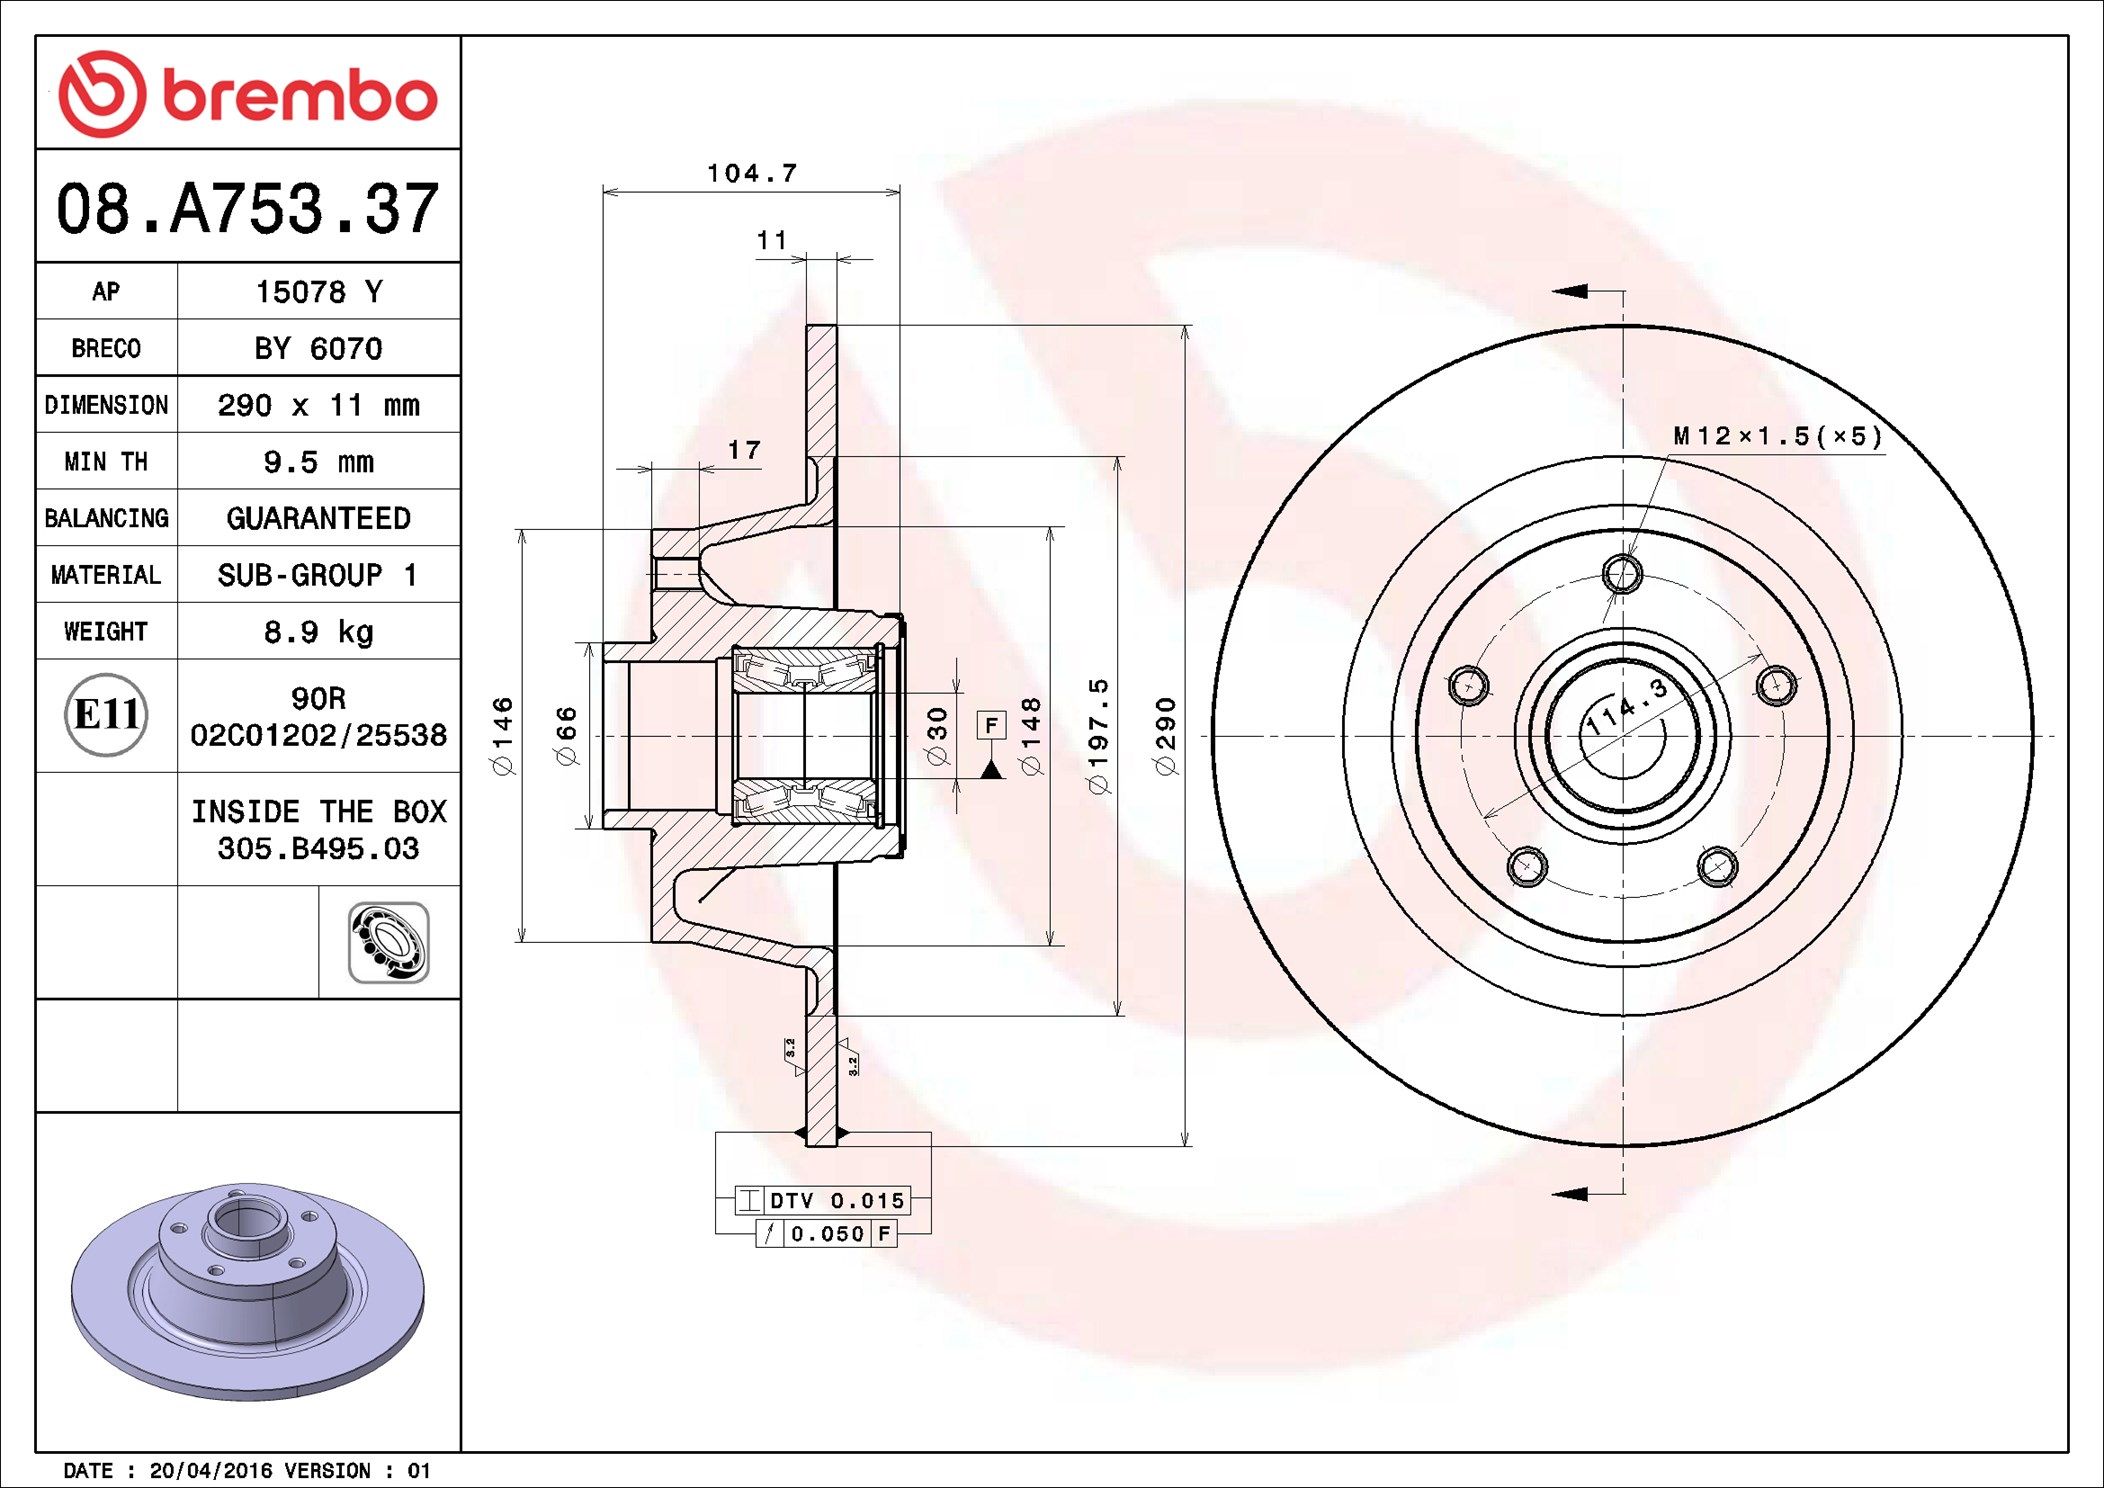 brembo
08.A753.37
AP 15078 Y
BRECO BY 6070
DIMENSION 290 x 11 mm
MIN TH 9.5 mm
BALANCING GUARANTEED
MATERIAL SUB-GROUP 1
WEIGHT 8.9 kg
E11 90R
02C01202/25538
INSIDE THE BOX
305.B495.03
DATE : 20/04/2016 VERSION : 01
104.7
11
17
Ø146
Ø66
Ø30
F
Ø148
Ø197.5
Ø290
3.2
3.2
DTV 0.015
0.050 F
M12×1.5(×5)
114.3